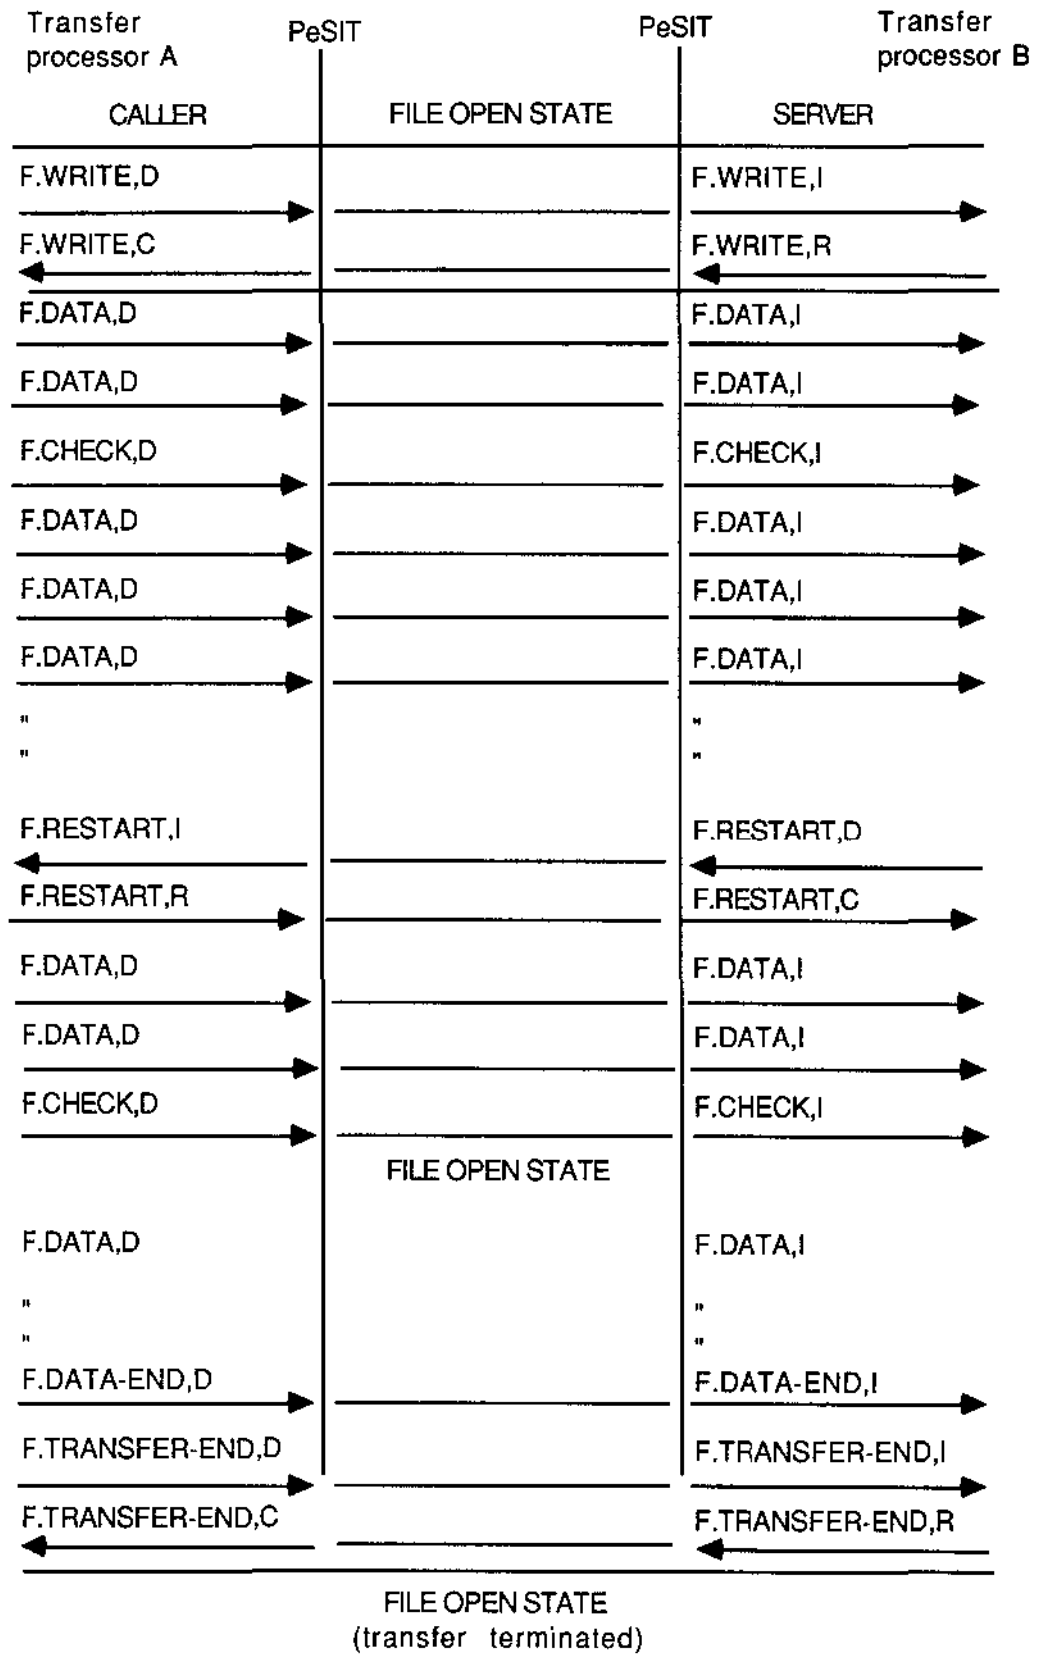 Transfer PeSIT PeSIT Transfer
processor A processor B
CALLER FILE OPEN STATE SERVER
F.WRITE,D F.WRITE,I
F.WRITE,C F.WRITE,R
F.DATA,D F.DATA,I
F.DATA,D F.DATA,I
F.CHECK,D F.CHECK,I
F.DATA,D F.DATA,I
F.DATA,D F.DATA,I
F.DATA,D F.DATA,I
" "
" "
F.RESTART,I F.RESTART,D
F.RESTART,R F.RESTART,C
F.DATA,D F.DATA,I
F.DATA,D F.DATA,I
F.CHECK,D F.CHECK,I
FILE OPEN STATE
F.DATA,D F.DATA,I
" "
" "
F.DATA-END,D F.DATA-END,I
F.TRANSFER-END,D F.TRANSFER-END,I
F.TRANSFER-END,C F.TRANSFER-END,R
FILE OPEN STATE
(transfer terminated)